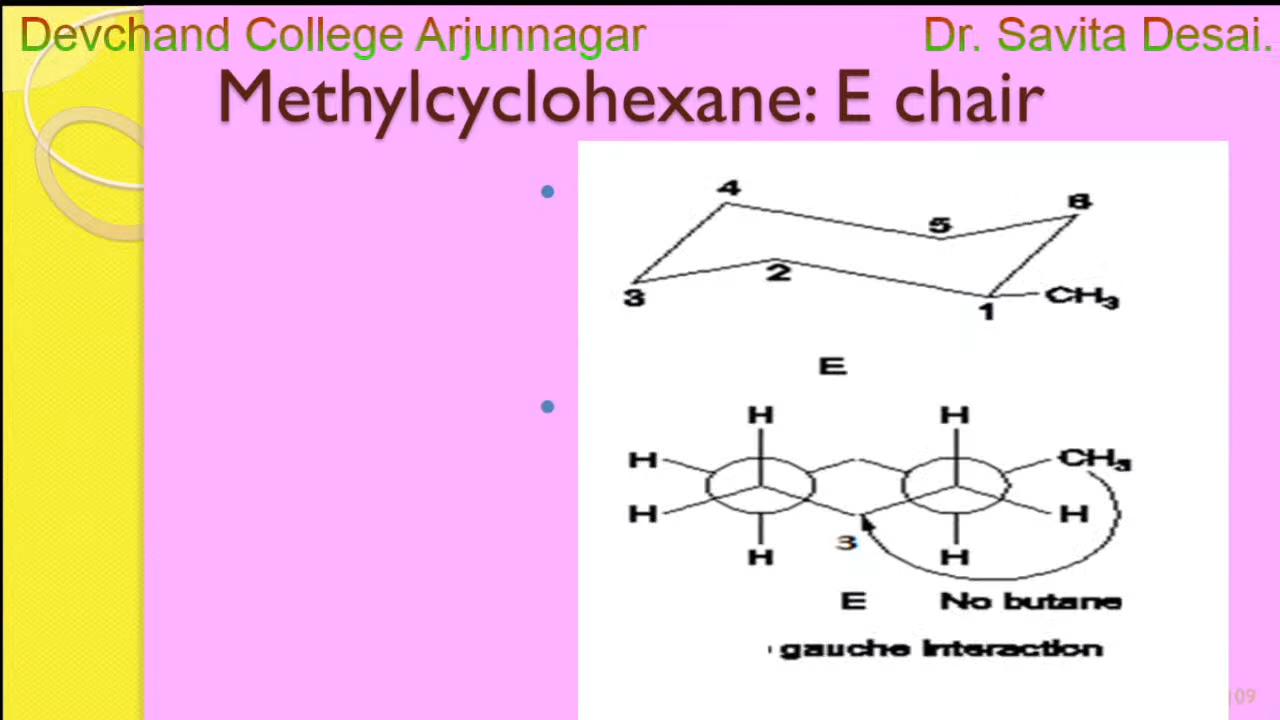 Devchand College Arjunnagar
Dr. Savita Desai.
Methylcyclohexane: E chair
4
6
5
2
3
1
CH3
E
H H
H CH3
H H
3
H H
E No butane
gauche interaction
109